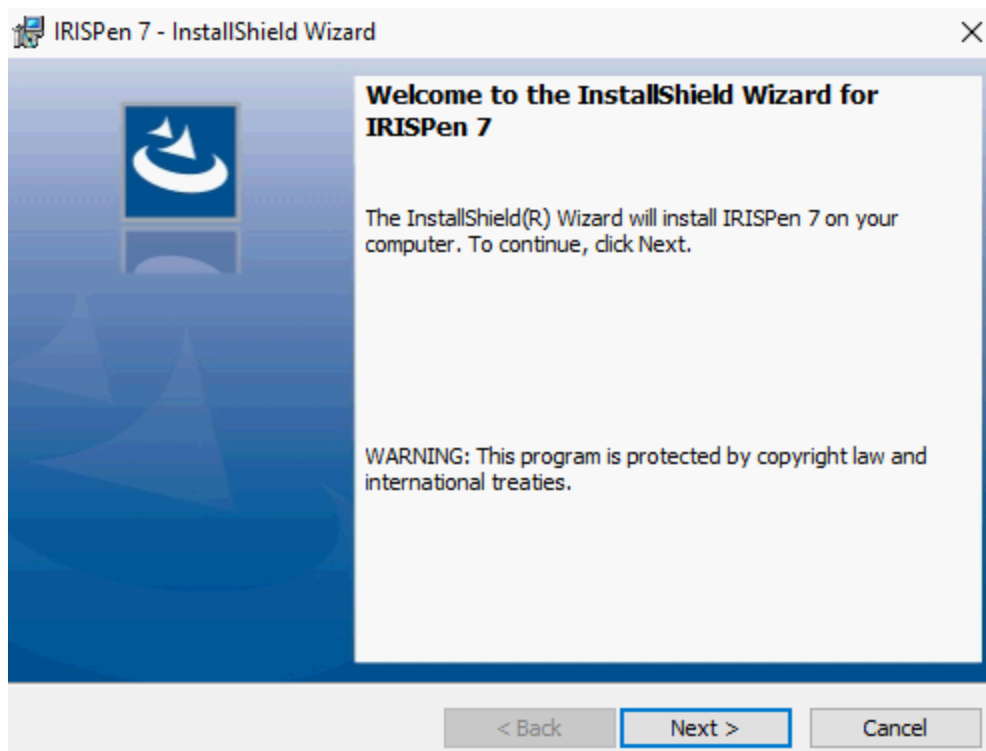 IRISPen 7 - InstallShield Wizard
Welcome to the InstallShield Wizard for
IRISPen 7
The InstallShield(R) Wizard will install IRISPen 7 on your
computer. To continue, click Next.
WARNING: This program is protected by copyright law and
international treaties.
< Back
Next >
Cancel